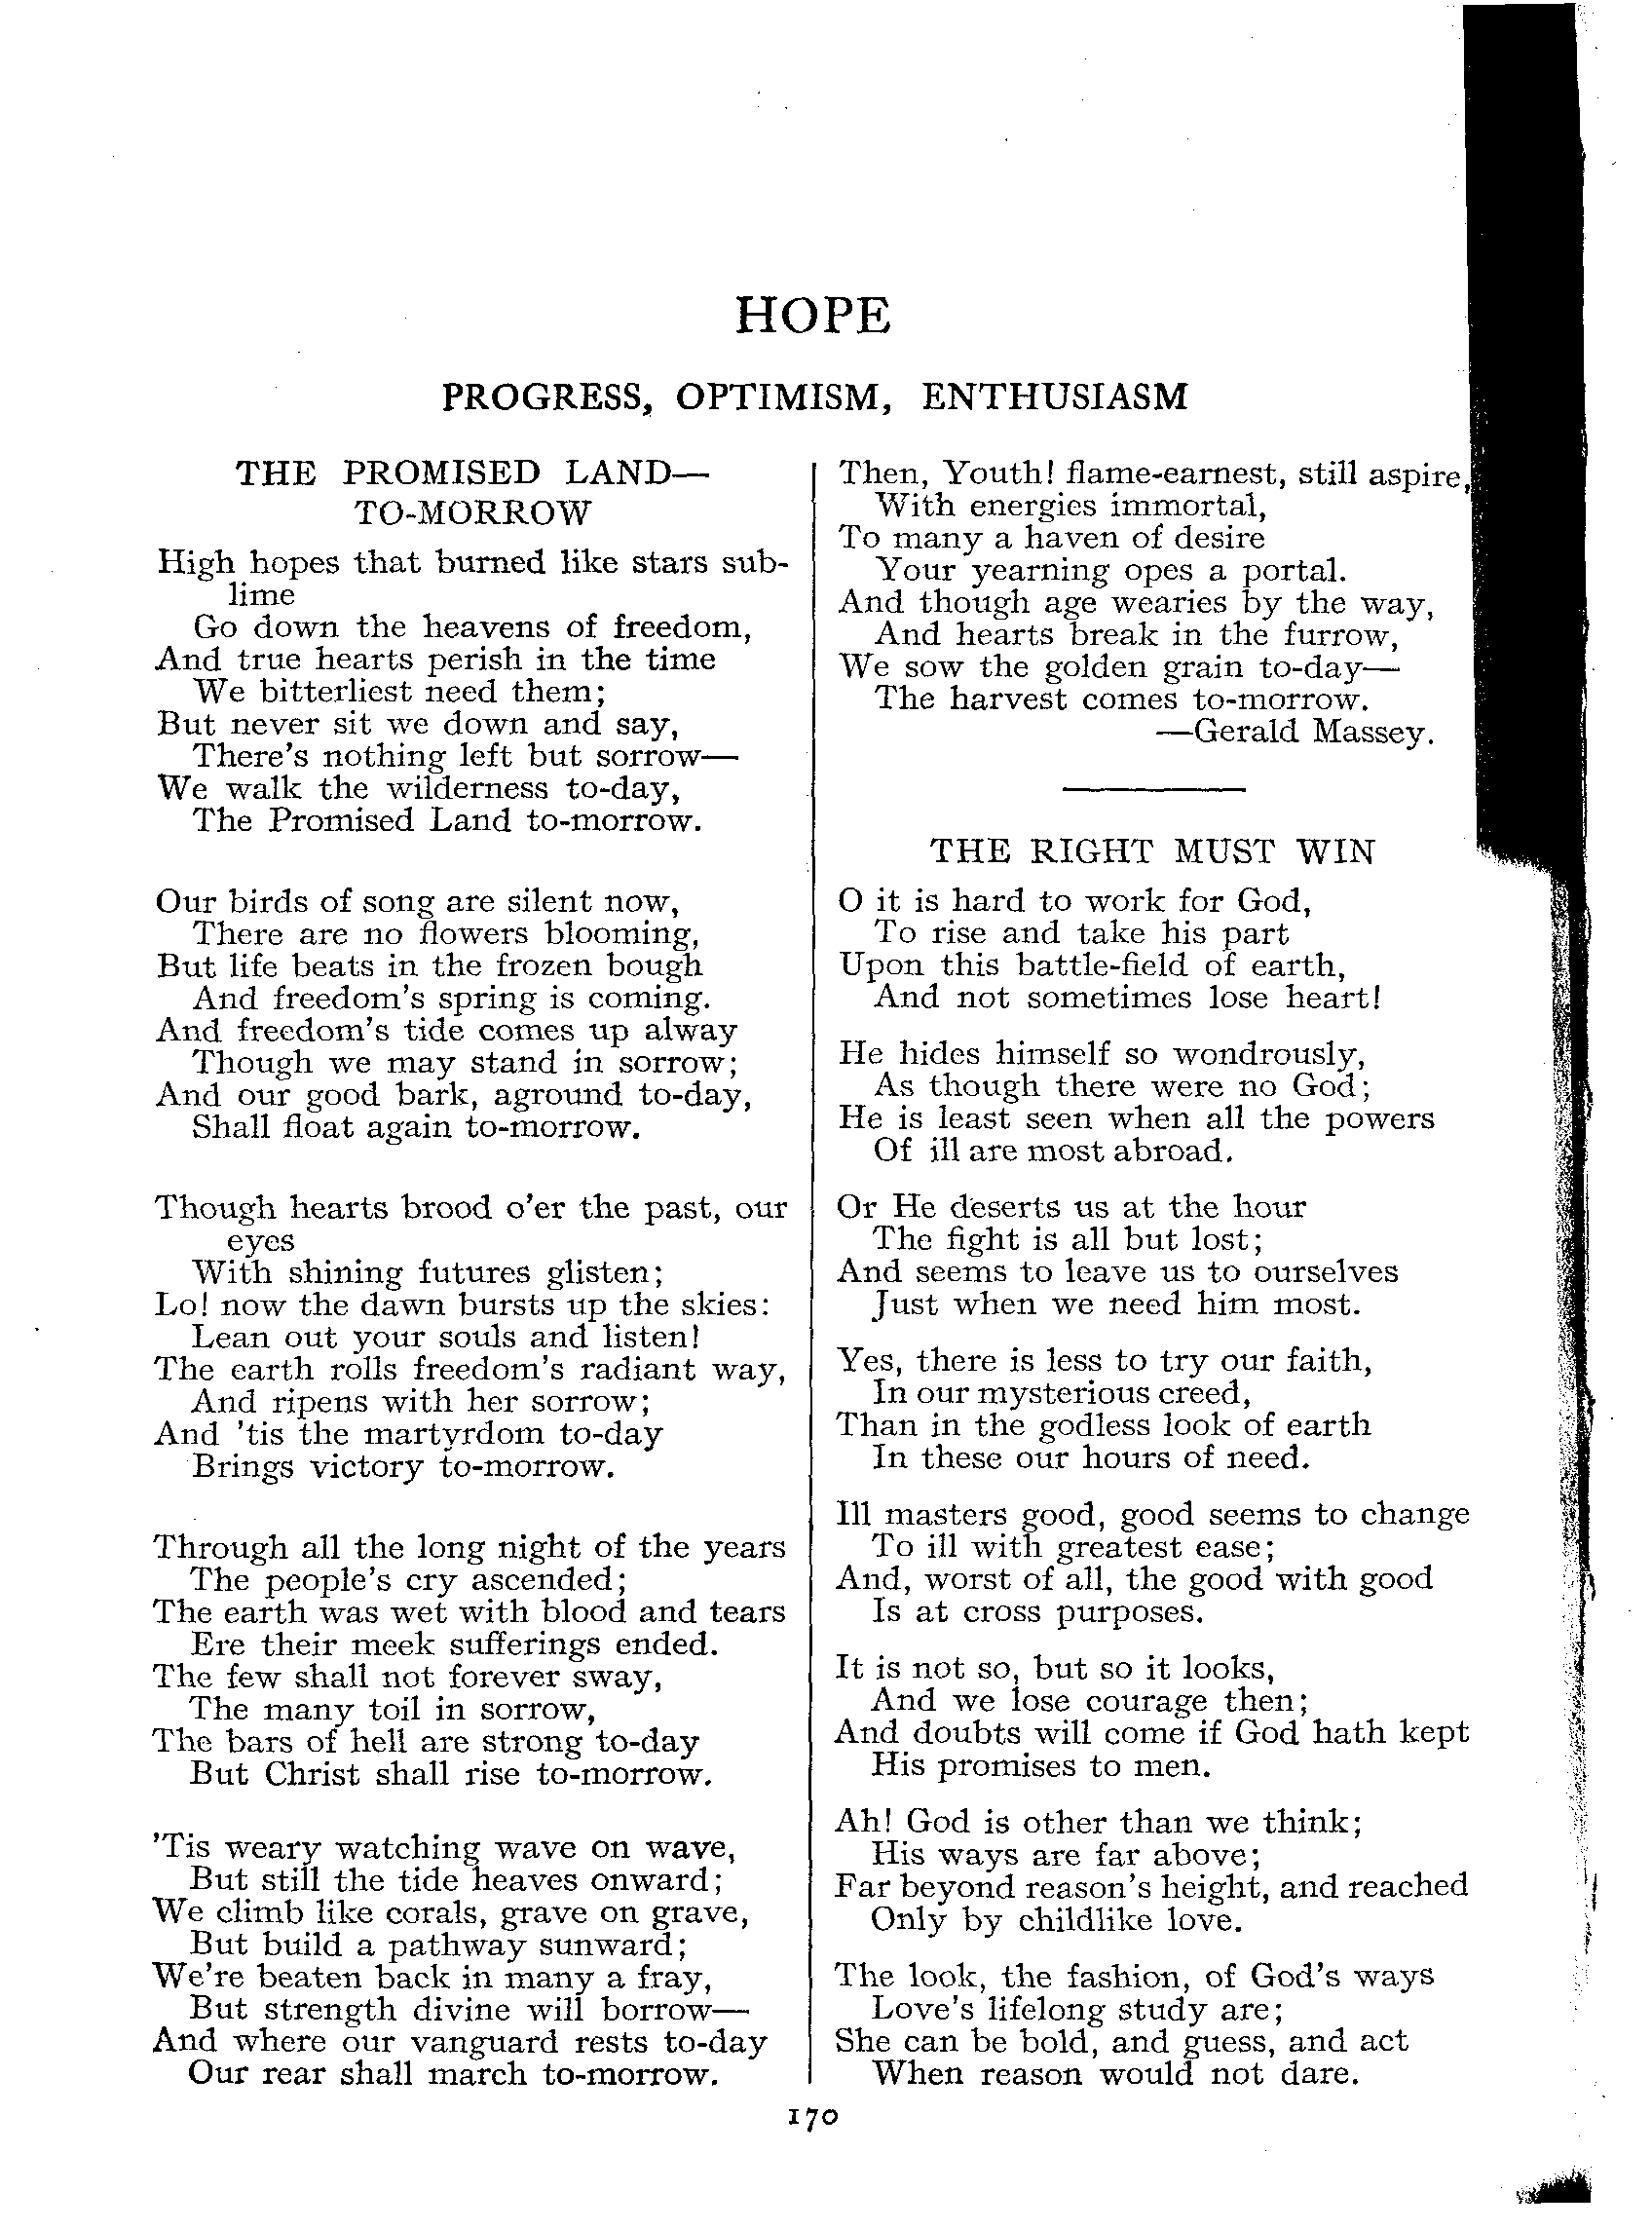 HOPE
PROGRESS, OPTIMISM, ENTHUSIASM
THE PROMISED LAND—
TO-MORROW
High hopes that burned like stars sub-
lime
Go down the heavens of freedom,
And true hearts perish in the time
We bitterliest need them;
But never sit we down and say,
There's nothing left but sorrow—
We walk the wilderness to-day,
The Promised Land to-morrow.
Our birds of song are silent now,
There are no flowers blooming,
But life beats in the frozen bough
And freedom's spring is coming.
And freedom's tide comes up alway
Though we may stand in sorrow;
And our good bark, aground to-day,
Shall float again to-morrow.
Though hearts brood o'er the past, our
eyes
With shining futures glisten;
Lo! now the dawn bursts up the skies:
Lean out your souls and listen!
The earth rolls freedom's radiant way,
And ripens with her sorrow;
And 'tis the martyrdom to-day
Brings victory to-morrow.
Through all the long night of the years
The people's cry ascended;
The earth was wet with blood and tears
Ere their meek sufferings ended.
The few shall not forever sway,
The many toil in sorrow,
The bars of hell are strong to-day
But Christ shall rise to-morrow.
'Tis weary watching wave on wave,
But still the tide heaves onward;
We climb like corals, grave on grave,
But build a pathway sunward;
We're beaten back in many a fray,
But strength divine will borrow—
And where our vanguard rests to-day
Our rear shall march to-morrow.
Then, Youth! flame-earnest, still aspire,
With energies immortal,
To many a haven of desire
Your yearning opes a portal.
And though age wearies by the way,
And hearts break in the furrow,
We sow the golden grain to-day—
The harvest comes to-morrow.
—Gerald Massey.
THE RIGHT MUST WIN
O it is hard to work for God,
To rise and take his part
Upon this battle-field of earth,
And not sometimes lose heart!
He hides himself so wondrously,
As though there were no God;
He is least seen when all the powers
Of ill are most abroad.
Or He deserts us at the hour
The fight is all but lost;
And seems to leave us to ourselves
Just when we need him most.
Yes, there is less to try our faith,
In our mysterious creed,
Than in the godless look of earth
In these our hours of need.
Ill masters good, good seems to change
To ill with greatest ease;
And, worst of all, the good with good
Is at cross purposes.
It is not so, but so it looks,
And we lose courage then;
And doubts will come if God hath kept
His promises to men.
Ah! God is other than we think;
His ways are far above;
Far beyond reason's height, and reached
Only by childlike love.
The look, the fashion, of God's ways
Love's lifelong study are;
She can be bold, and guess, and act
When reason would not dare.
170